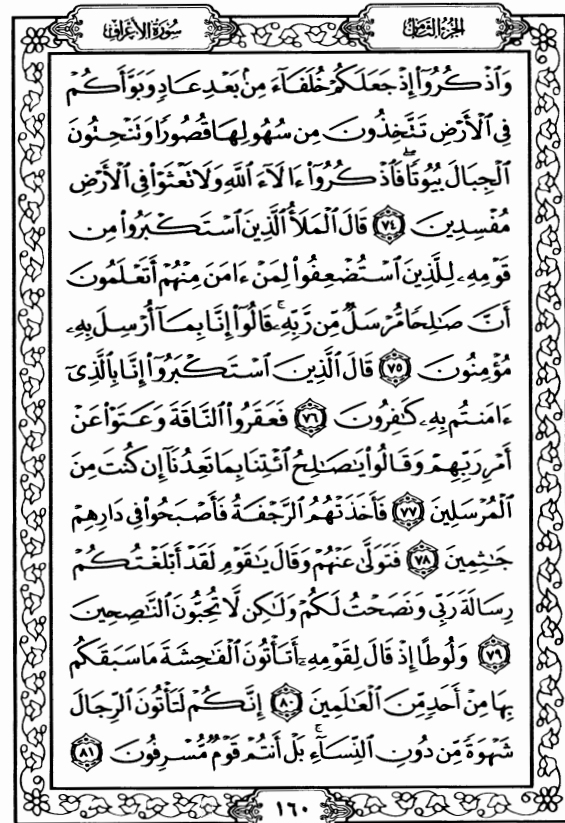 سُورَةُ الأَعْرَافِ
الجُزْءُ الثَّامِنُ
وَٱذْكُرُوٓا۟ إِذْ جَعَلَكُمْ خُلَفَآءَ مِنۢ بَعْدِ عَادٍ وَبَوَّأَكُمْ
فِى ٱلْأَرْضِ تَتَّخِذُونَ مِن سُهُولِهَا قُصُورًا وَتَنْحِتُونَ
ٱلْجِبَالَ بُيُوتًا ۖ فَٱذْكُرُوٓا۟ ءَالَآءَ ٱللَّهِ وَلَا تَعْثَوْا۟ فِى ٱلْأَرْضِ
مُفْسِدِينَ ٧٤ قَالَ ٱلْمَلَأُ ٱلَّذِينَ ٱسْتَكْبَرُوا۟ مِن
قَوْمِهِۦ لِلَّذِينَ ٱسْتُضْعِفُوا۟ لِمَنْ ءَامَنَ مِنْهُمْ أَتَعْلَمُونَ
أَنَّ صَٰلِحًا مُّرْسَلٌ مِّن رَّبِّهِۦ ۚ قَالُوٓا۟ إِنَّا بِمَآ أُرْسِلَ بِهِۦ
مُؤْمِنُونَ ٧٥ قَالَ ٱلَّذِينَ ٱسْتَكْبَرُوٓا۟ إِنَّا بِٱلَّذِىٓ
ءَامَنتُم بِهِۦ كَٰفِرُونَ ٧٦ فَعَقَرُوا۟ ٱلنَّاقَةَ وَعَتَوْا۟ عَنْ
أَمْرِ رَبِّهِمْ وَقَالُوا۟ يَٰصَٰلِحُ ٱئْتِنَا بِمَا تَعِدُنَآ إِن كُنتَ مِنَ
ٱلْمُرْسَلِينَ ٧٧ فَأَخَذَتْهُمُ ٱلرَّجْفَةُ فَأَصْبَحُوا۟ فِى دَارِهِمْ
جَٰثِمِينَ ٧٨ فَتَوَلَّىٰ عَنْهُمْ وَقَالَ يَٰقَوْمِ لَقَدْ أَبْلَغْتُكُمْ
رِسَالَةَ رَبِّى وَنَصَحْتُ لَكُمْ وَلَٰكِن لَّا تُحِبُّونَ ٱلنَّٰصِحِينَ
٧٩ وَلُوطًا إِذْ قَالَ لِقَوْمِهِۦٓ أَتَأْتُونَ ٱلْفَٰحِشَةَ مَا سَبَقَكُم
بِهَا مِنْ أَحَدٍ مِّنَ ٱلْعَٰلَمِينَ ٨٠ إِنَّكُمْ لَتَأْتُونَ ٱلرِّجَالَ
شَهْوَةً مِّن دُونِ ٱلنِّسَآءِ ۚ بَلْ أَنتُمْ قَوْمٌ مُّسْرِفُونَ ٨١
١٦٠